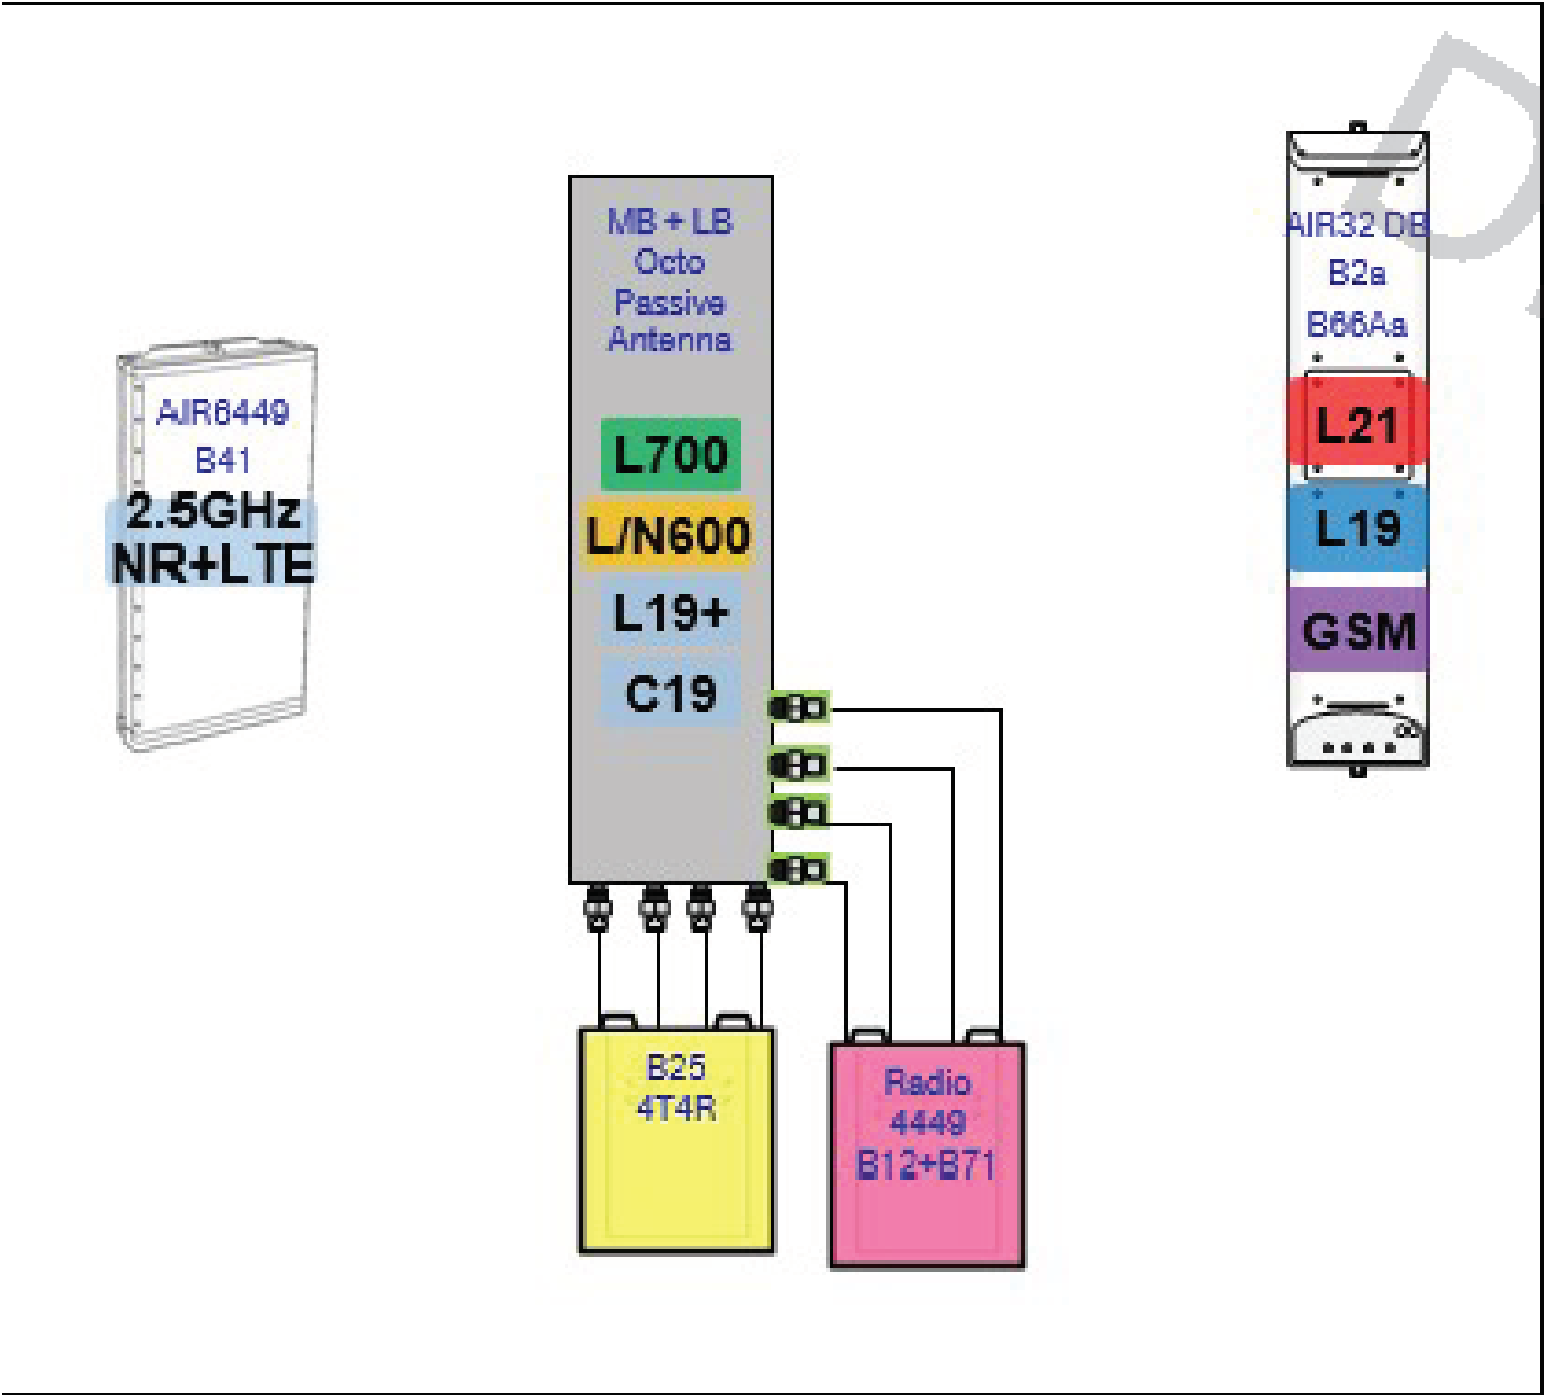 AIR6449
B41
2.5GHz
NR+LTE
MB + LB
Octo
Passive
Antenna
L700
L/N600
L19+
C19
B25
4T4R
Radio
4449
B12+B71
AIR32 DB
B2a
B66Aa
L21
L19
GSM